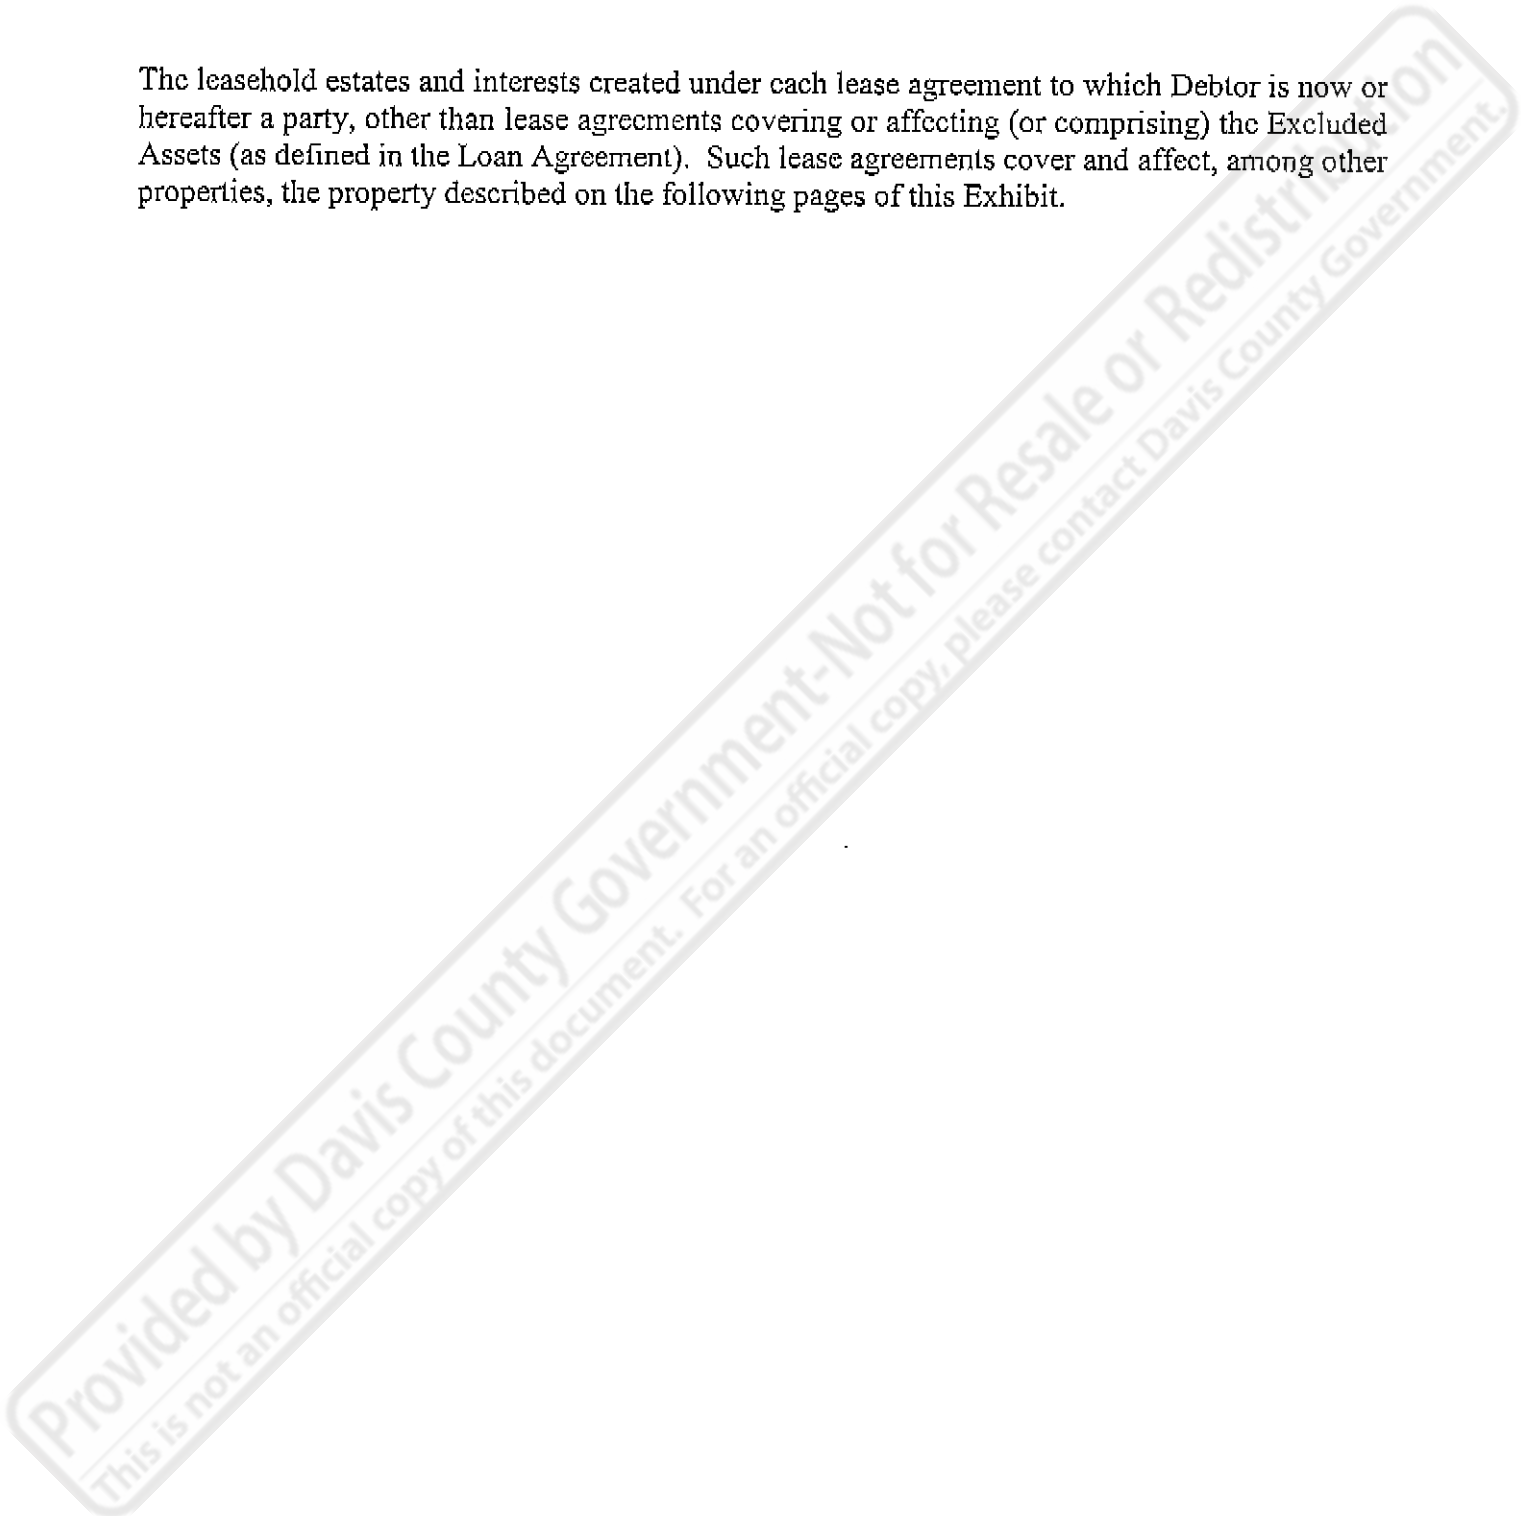 The leasehold estates and interests created under each lease agreement to which Debtor is now or
hereafter a party, other than lease agreements covering or affecting (or comprising) the Excluded
Assets (as defined in the Loan Agreement). Such lease agreements cover and affect, among other
properties, the property described on the following pages of this Exhibit.
Provided by Davis County Government-Not for Resale or Redistribution
This is not an official copy of this document. For an official copy, please contact Davis County Government.